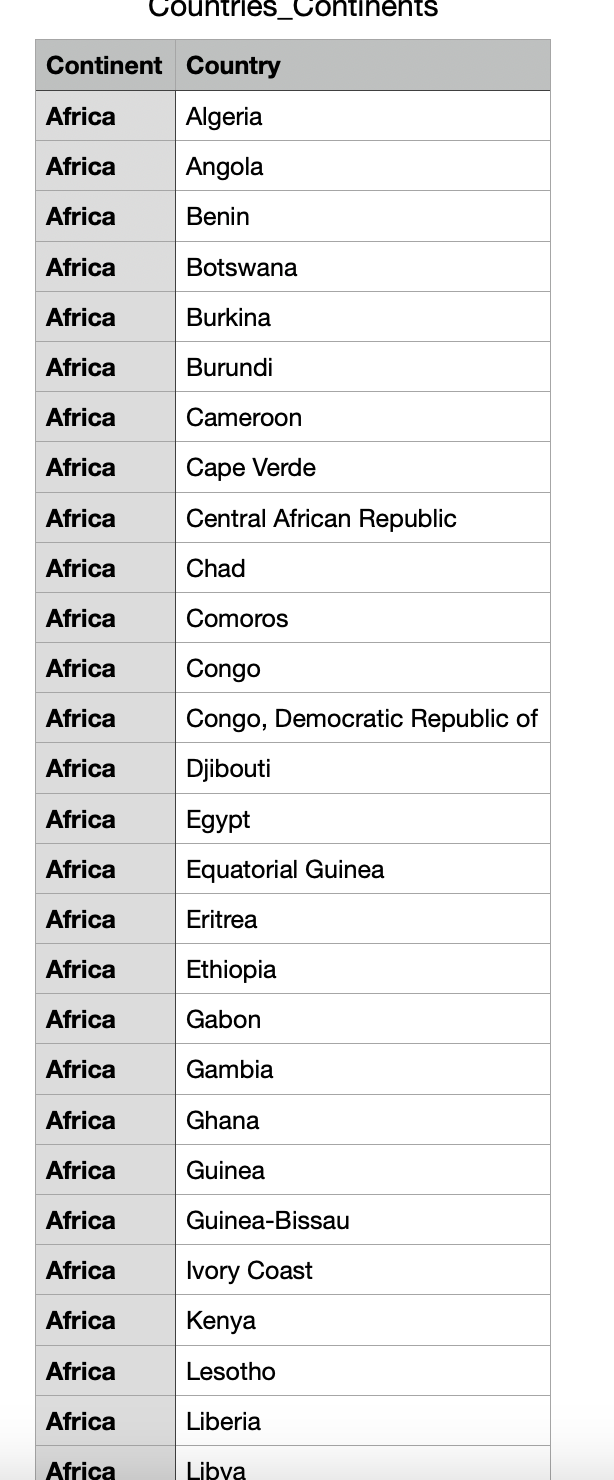 Countries_Continents
Continent Country
Africa Algeria
Africa Angola
Africa Benin
Africa Botswana
Africa Burkina
Africa Burundi
Africa Cameroon
Africa Cape Verde
Africa Central African Republic
Africa Chad
Africa Comoros
Africa Congo
Africa Congo, Democratic Republic of
Africa Djibouti
Africa Egypt
Africa Equatorial Guinea
Africa Eritrea
Africa Ethiopia
Africa Gabon
Africa Gambia
Africa Ghana
Africa Guinea
Africa Guinea-Bissau
Africa Ivory Coast
Africa Kenya
Africa Lesotho
Africa Liberia
Africa Libya